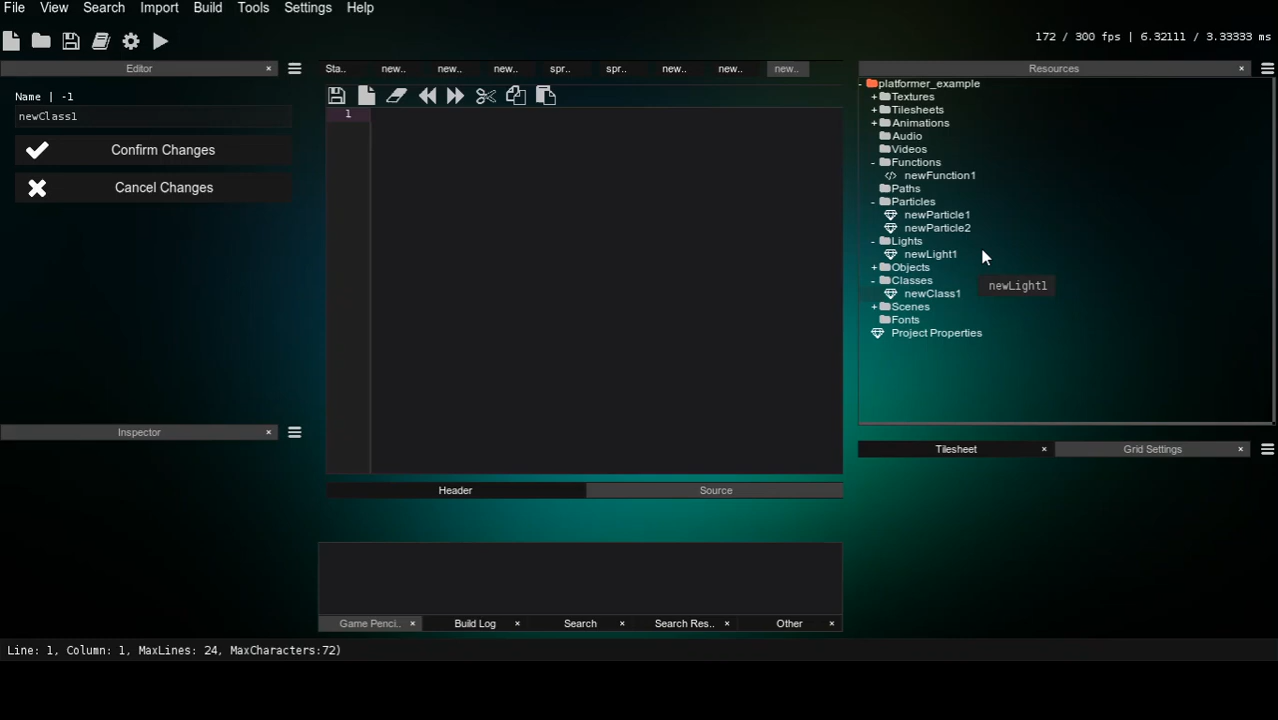 File View Search Import Build Tools Settings Help
172 / 300 fps | 6.32111 / 3.33333 ms
Editor ×
Name | -1
newClass1
Confirm Changes
Cancel Changes
Inspector ×
Sta.. new.. new.. new.. spr.. spr.. new.. new.. new..
1
Header Source
Game Penci.. × Build Log × Search × Search Res.. × Other ×
Resources ×
- platformer_example
+ Textures
+ Tilesheets
+ Animations
Audio
Videos
- Functions
</> newFunction1
Paths
- Particles
newParticle1
newParticle2
- Lights
newLight1
+ Objects
- Classes
newLight1
newClass1
+ Scenes
Fonts
Project Properties
Tilesheet × Grid Settings ×
Line: 1, Column: 1, MaxLines: 24, MaxCharacters:72)